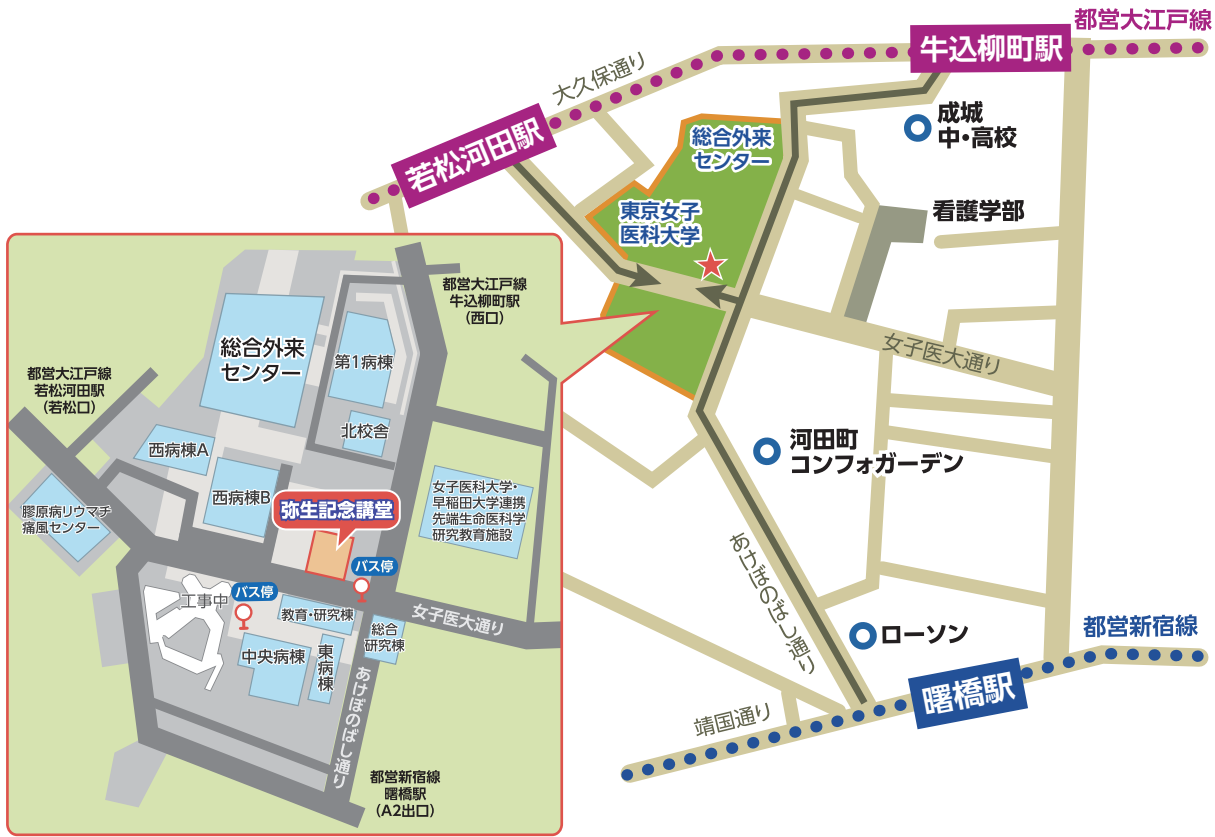 都営大江戸線
牛込柳町駅
大久保通り
若松河田駅
成城
中・高校
総合外来
センター
東京女子
医科大学
看護学部
女子医大通り
河田町
コンフォガーデン
あけぼのばし通り
ローソン
都営新宿線
曙橋駅
靖国通り
都営大江戸線
牛込柳町駅
（西口）
総合外来
センター
第1病棟
都営大江戸線
若松河田駅
（若松口）
北校舎
西病棟A
西病棟B
弥生記念講堂
女子医科大学・
早稲田大学連携
先端生命医科学
研究教育施設
膠原病リウマチ
痛風センター
バス停
バス停
工事中
教育・研究棟
女子医大通り
総合
研究棟
中央病棟
東病棟
あけぼのばし通り
都営新宿線
曙橋駅
（A2出口）